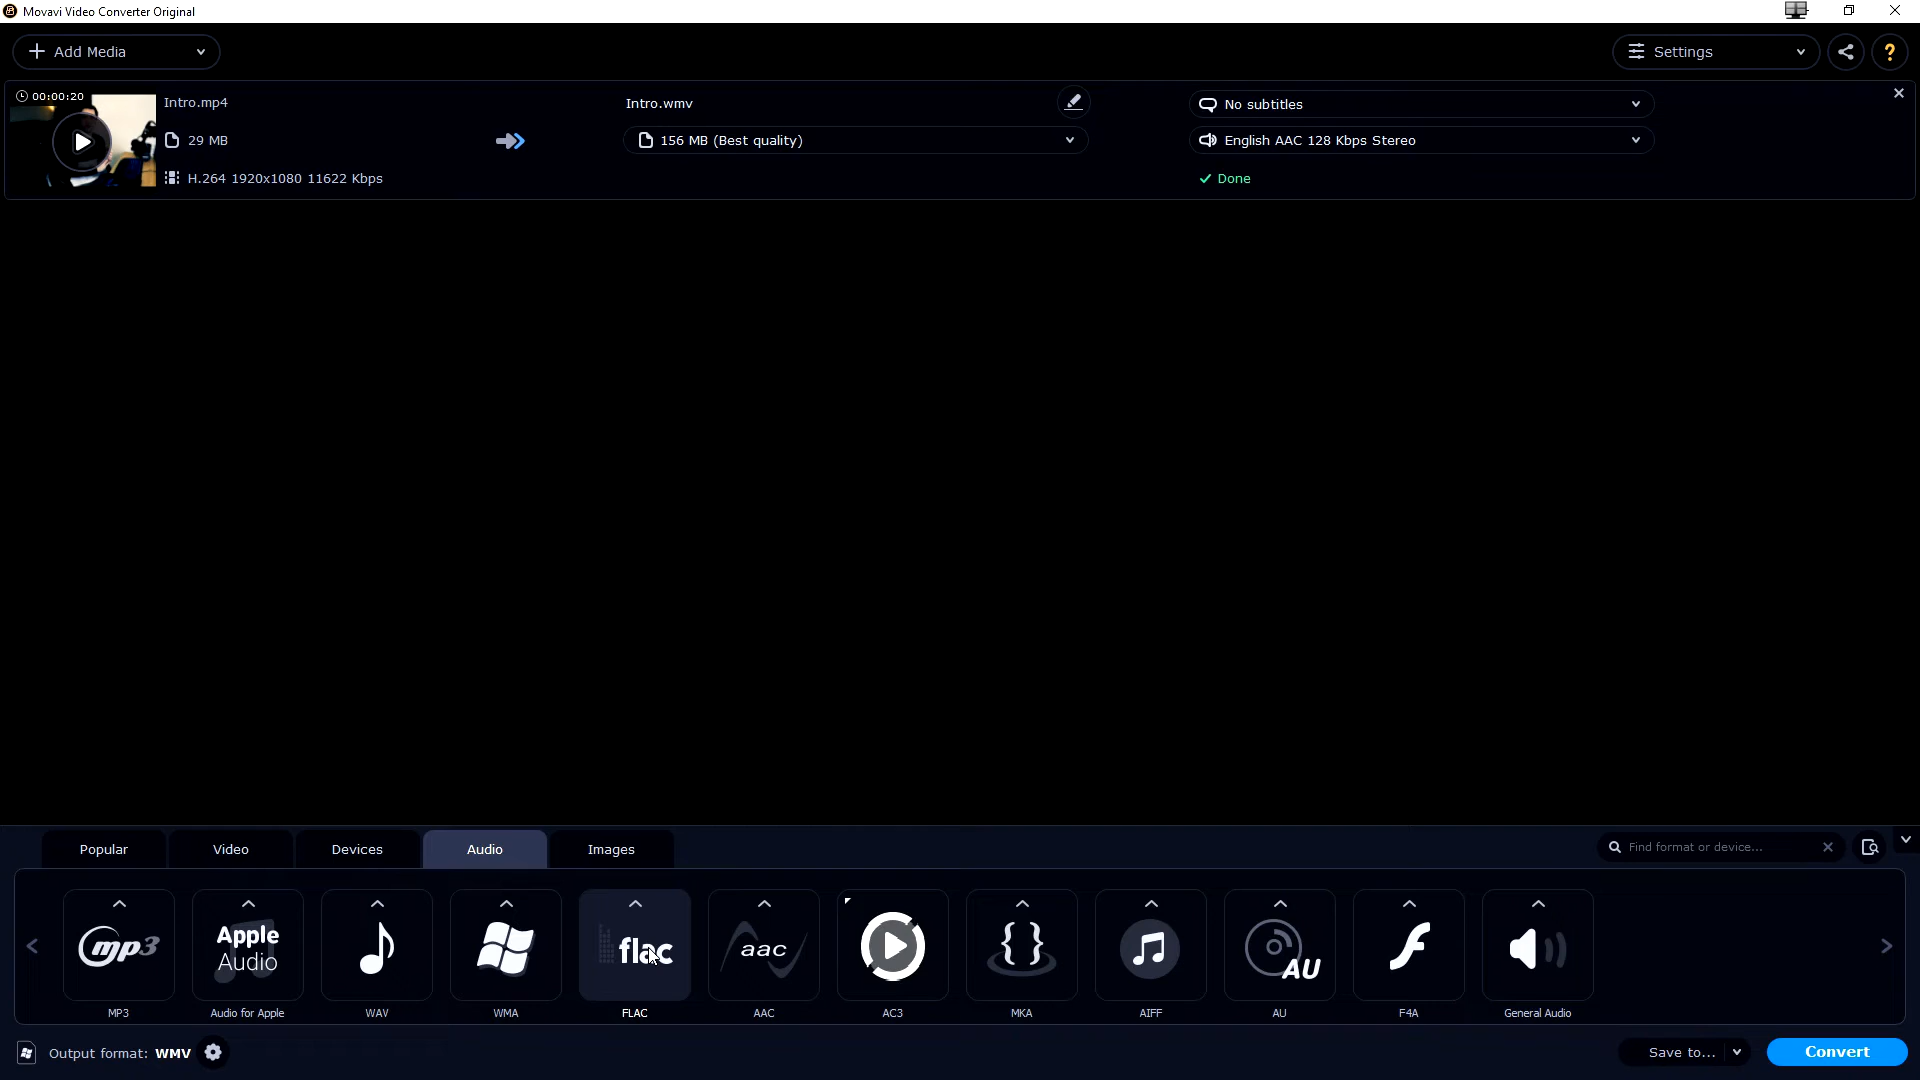 Movavi Video Converter Original
Add Media
Settings
?
00:00:20
Intro.mp4
29 MB
H.264 1920x1080 11622 Kbps
Intro.wmv
156 MB (Best quality)
No subtitles
English AAC 128 Kbps Stereo
Done
Popular
Video
Devices
Audio
Images
Find format or device...
mp3
Apple Audio
flac
aac
AU
MP3
Audio for Apple
WAV
WMA
FLAC
AAC
AC3
MKA
AIFF
AU
F4A
General Audio
Output format: WMV
Save to...
Convert